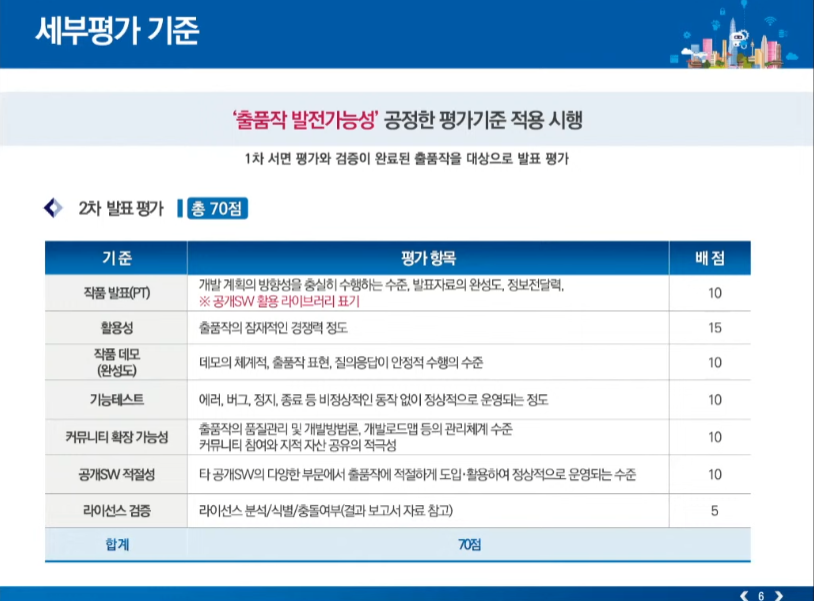 세부평가 기준
‘출품작 발전가능성’ 공정한 평가기준 적용 시행
1차 서면 평가와 검증이 완료된 출품작을 대상으로 발표 평가
2차 발표 평가 총 70점
기 준 평가 항목 배 점
작품 발표(PT) 개발 계획의 방향성을 충실히 수행하는 수준, 발표자료의 완성도, 정보전달력, 10
※ 공개SW 활용 라이브러리 표기
활용성 출품작의 잠재적인 경쟁력 정도 15
작품 데모
(완성도) 데모의 체계적, 출품작 표현, 질의응답이 안정적 수행의 수준 10
기능테스트 에러, 버그, 정지, 종료 등 비정상적인 동작 없이 정상적으로 운영되는 정도 10
커뮤니티 확장 가능성 출품작의 품질관리 및 개발방법론, 개발로드맵 등의 관리체계 수준 10
커뮤니티 참여와 지적 자산 공유의 적극성
공개SW 적절성 타 공개SW의 다양한 부문에서 출품작에 적절하게 도입·활용하여 정상적으로 운영되는 수준 10
라이선스 검증 라이선스 분석/식별/충돌여부(결과 보고서 자료 참고) 5
합계 70점
6